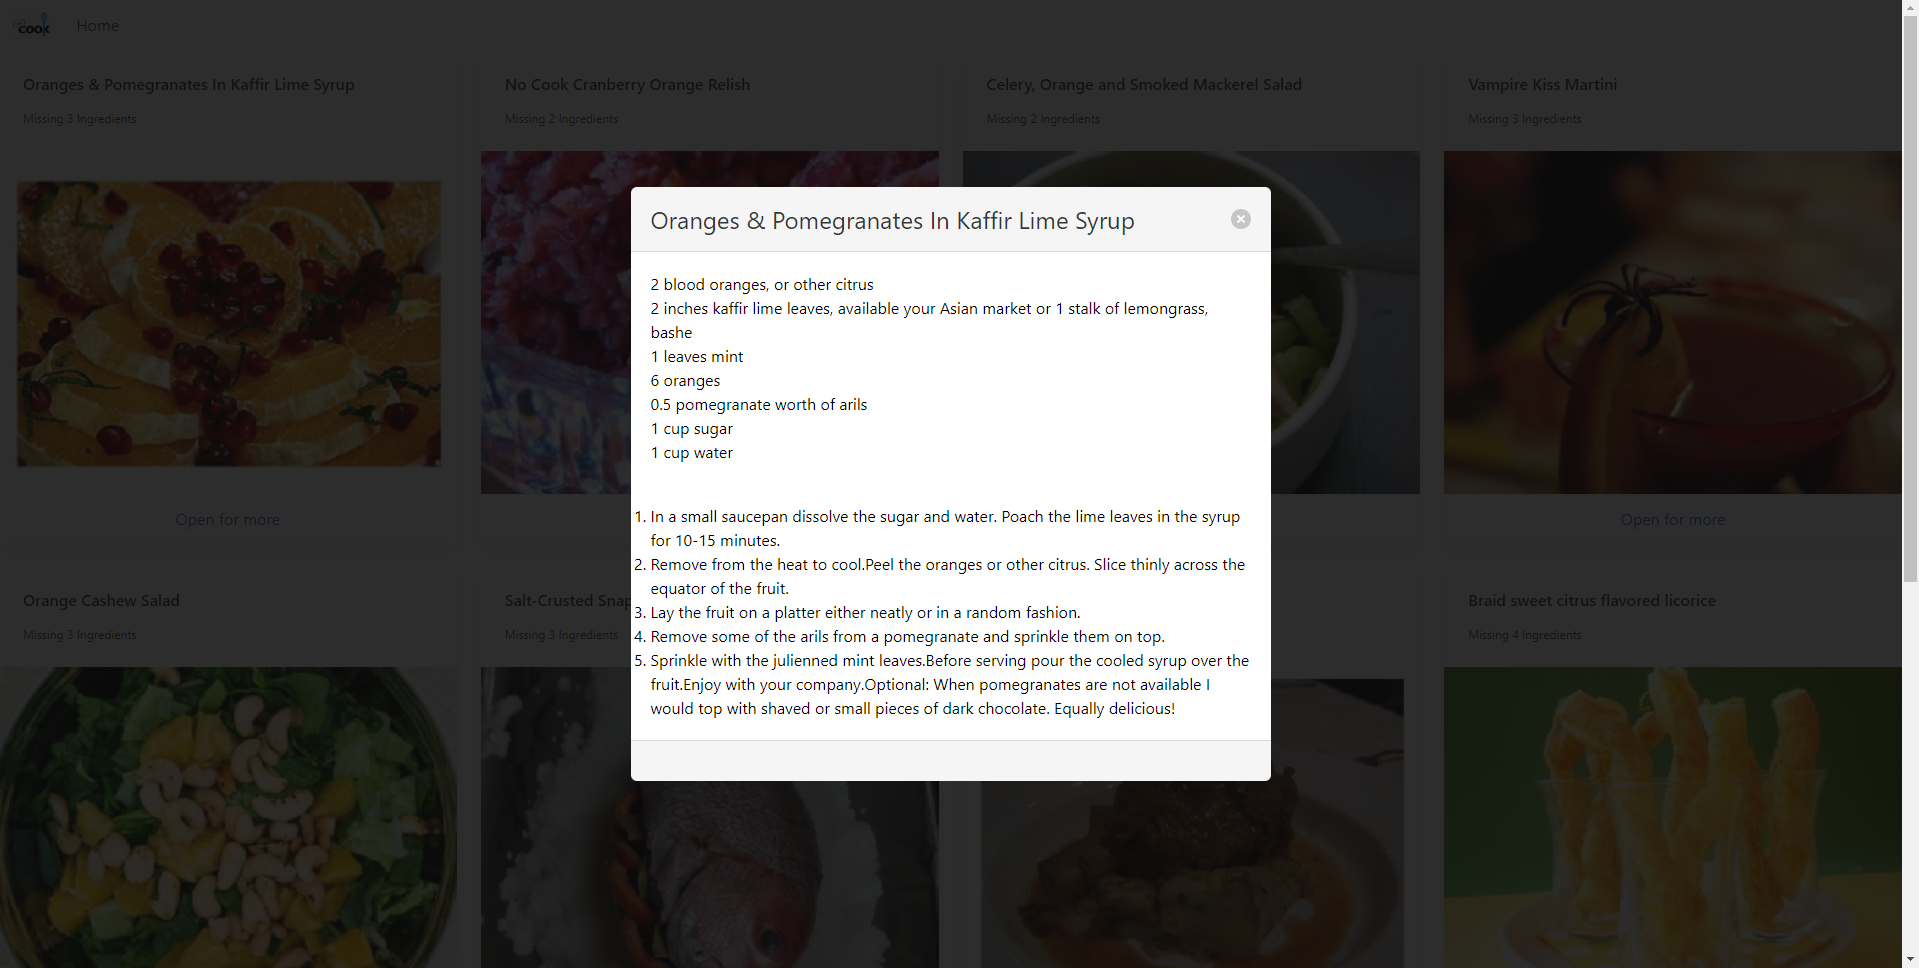 cook
Home
Oranges & Pomegranates In Kaffir Lime Syrup
Missing 3 Ingredients
Open for more
No Cook Cranberry Orange Relish
Missing 2 Ingredients
Celery, Orange and Smoked Mackerel Salad
Missing 2 Ingredients
Vampire Kiss Martini
Missing 3 Ingredients
Open for more
Oranges & Pomegranates In Kaffir Lime Syrup
2 blood oranges, or other citrus
2 inches kaffir lime leaves, available your Asian market or 1 stalk of lemongrass,
bashe
1 leaves mint
6 oranges
0.5 pomegranate worth of arils
1 cup sugar
1 cup water
1. In a small saucepan dissolve the sugar and water. Poach the lime leaves in the syrup
for 10-15 minutes.
2. Remove from the heat to cool.Peel the oranges or other citrus. Slice thinly across the
equator of the fruit.
3. Lay the fruit on a platter either neatly or in a random fashion.
4. Remove some of the arils from a pomegranate and sprinkle them on top.
5. Sprinkle with the julienned mint leaves.Before serving pour the cooled syrup over the
fruit.Enjoy with your company.Optional: When pomegranates are not available I
would top with shaved or small pieces of dark chocolate. Equally delicious!
Orange Cashew Salad
Missing 3 Ingredients
Salt-Crusted Snap
Missing 3 Ingredients
Braid sweet citrus flavored licorice
Missing 4 Ingredients